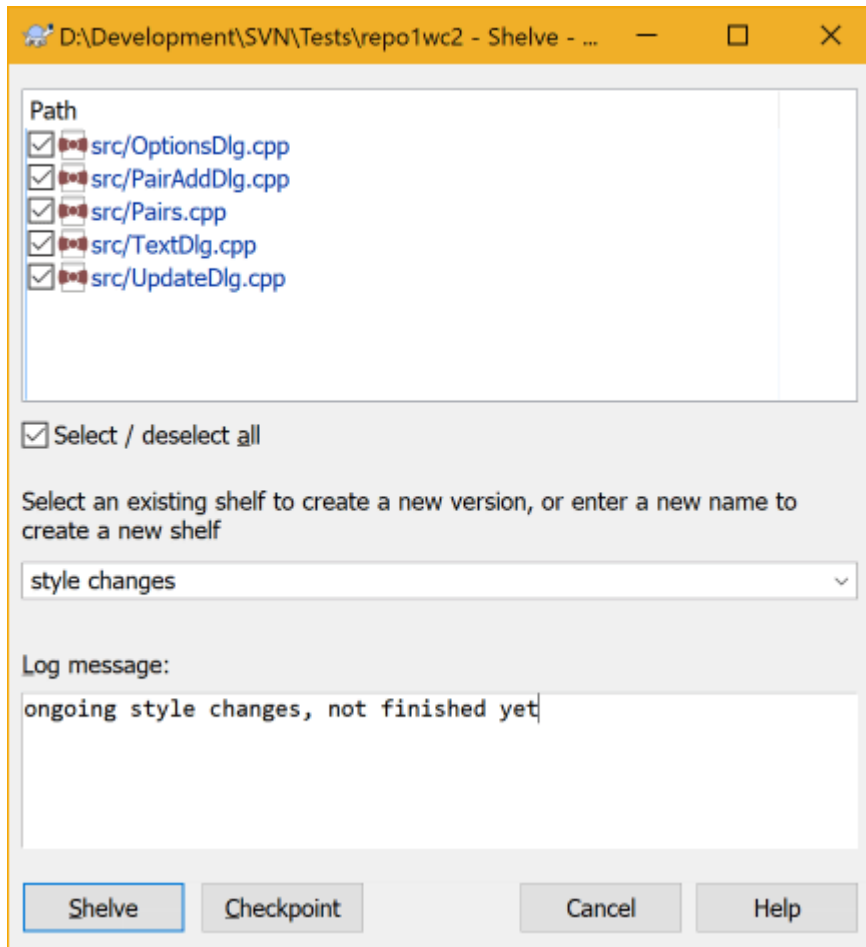 D:\Development\SVN\Tests\repo1wc2 - Shelve - ...
Path
src/OptionsDlg.cpp
src/PairAddDlg.cpp
src/Pairs.cpp
src/TextDlg.cpp
src/UpdateDlg.cpp
Select / deselect all
Select an existing shelf to create a new version, or enter a new name to
create a new shelf
style changes
Log message:
ongoing style changes, not finished yet
Shelve Checkpoint Cancel Help